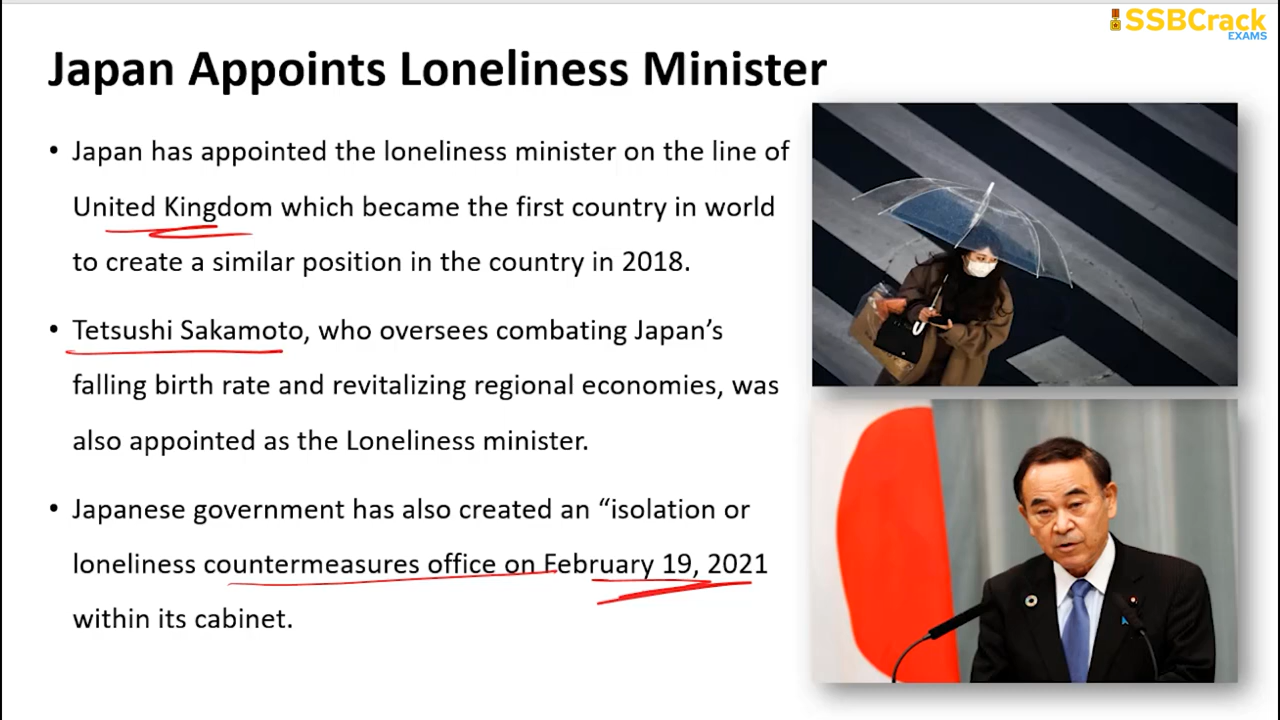 SSBCrack
EXAMS
Japan Appoints Loneliness Minister
• Japan has appointed the loneliness minister on the line of
United Kingdom which became the first country in world
to create a similar position in the country in 2018.
• Tetsushi Sakamoto, who oversees combating Japan’s
falling birth rate and revitalizing regional economies, was
also appointed as the Loneliness minister.
• Japanese government has also created an “isolation or
loneliness countermeasures office on February 19, 2021
within its cabinet.